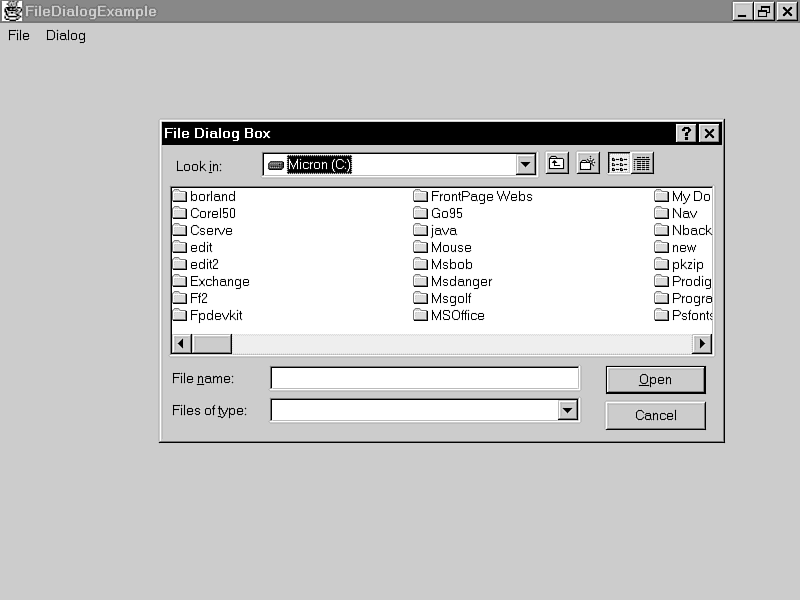 FileDialogExample
File Dialog
File Dialog Box
Look in: Micron (C:)
borland FrontPage Webs My Do
Corel50 Go95 Nav
Cserve java Nback
edit Mouse new
edit2 Msbob pkzip
Exchange Msdanger Prodig
Ff2 Msgolf Progra
Fpdevkit MSOffice Psfonts
File name:
Open
Files of type:
Cancel